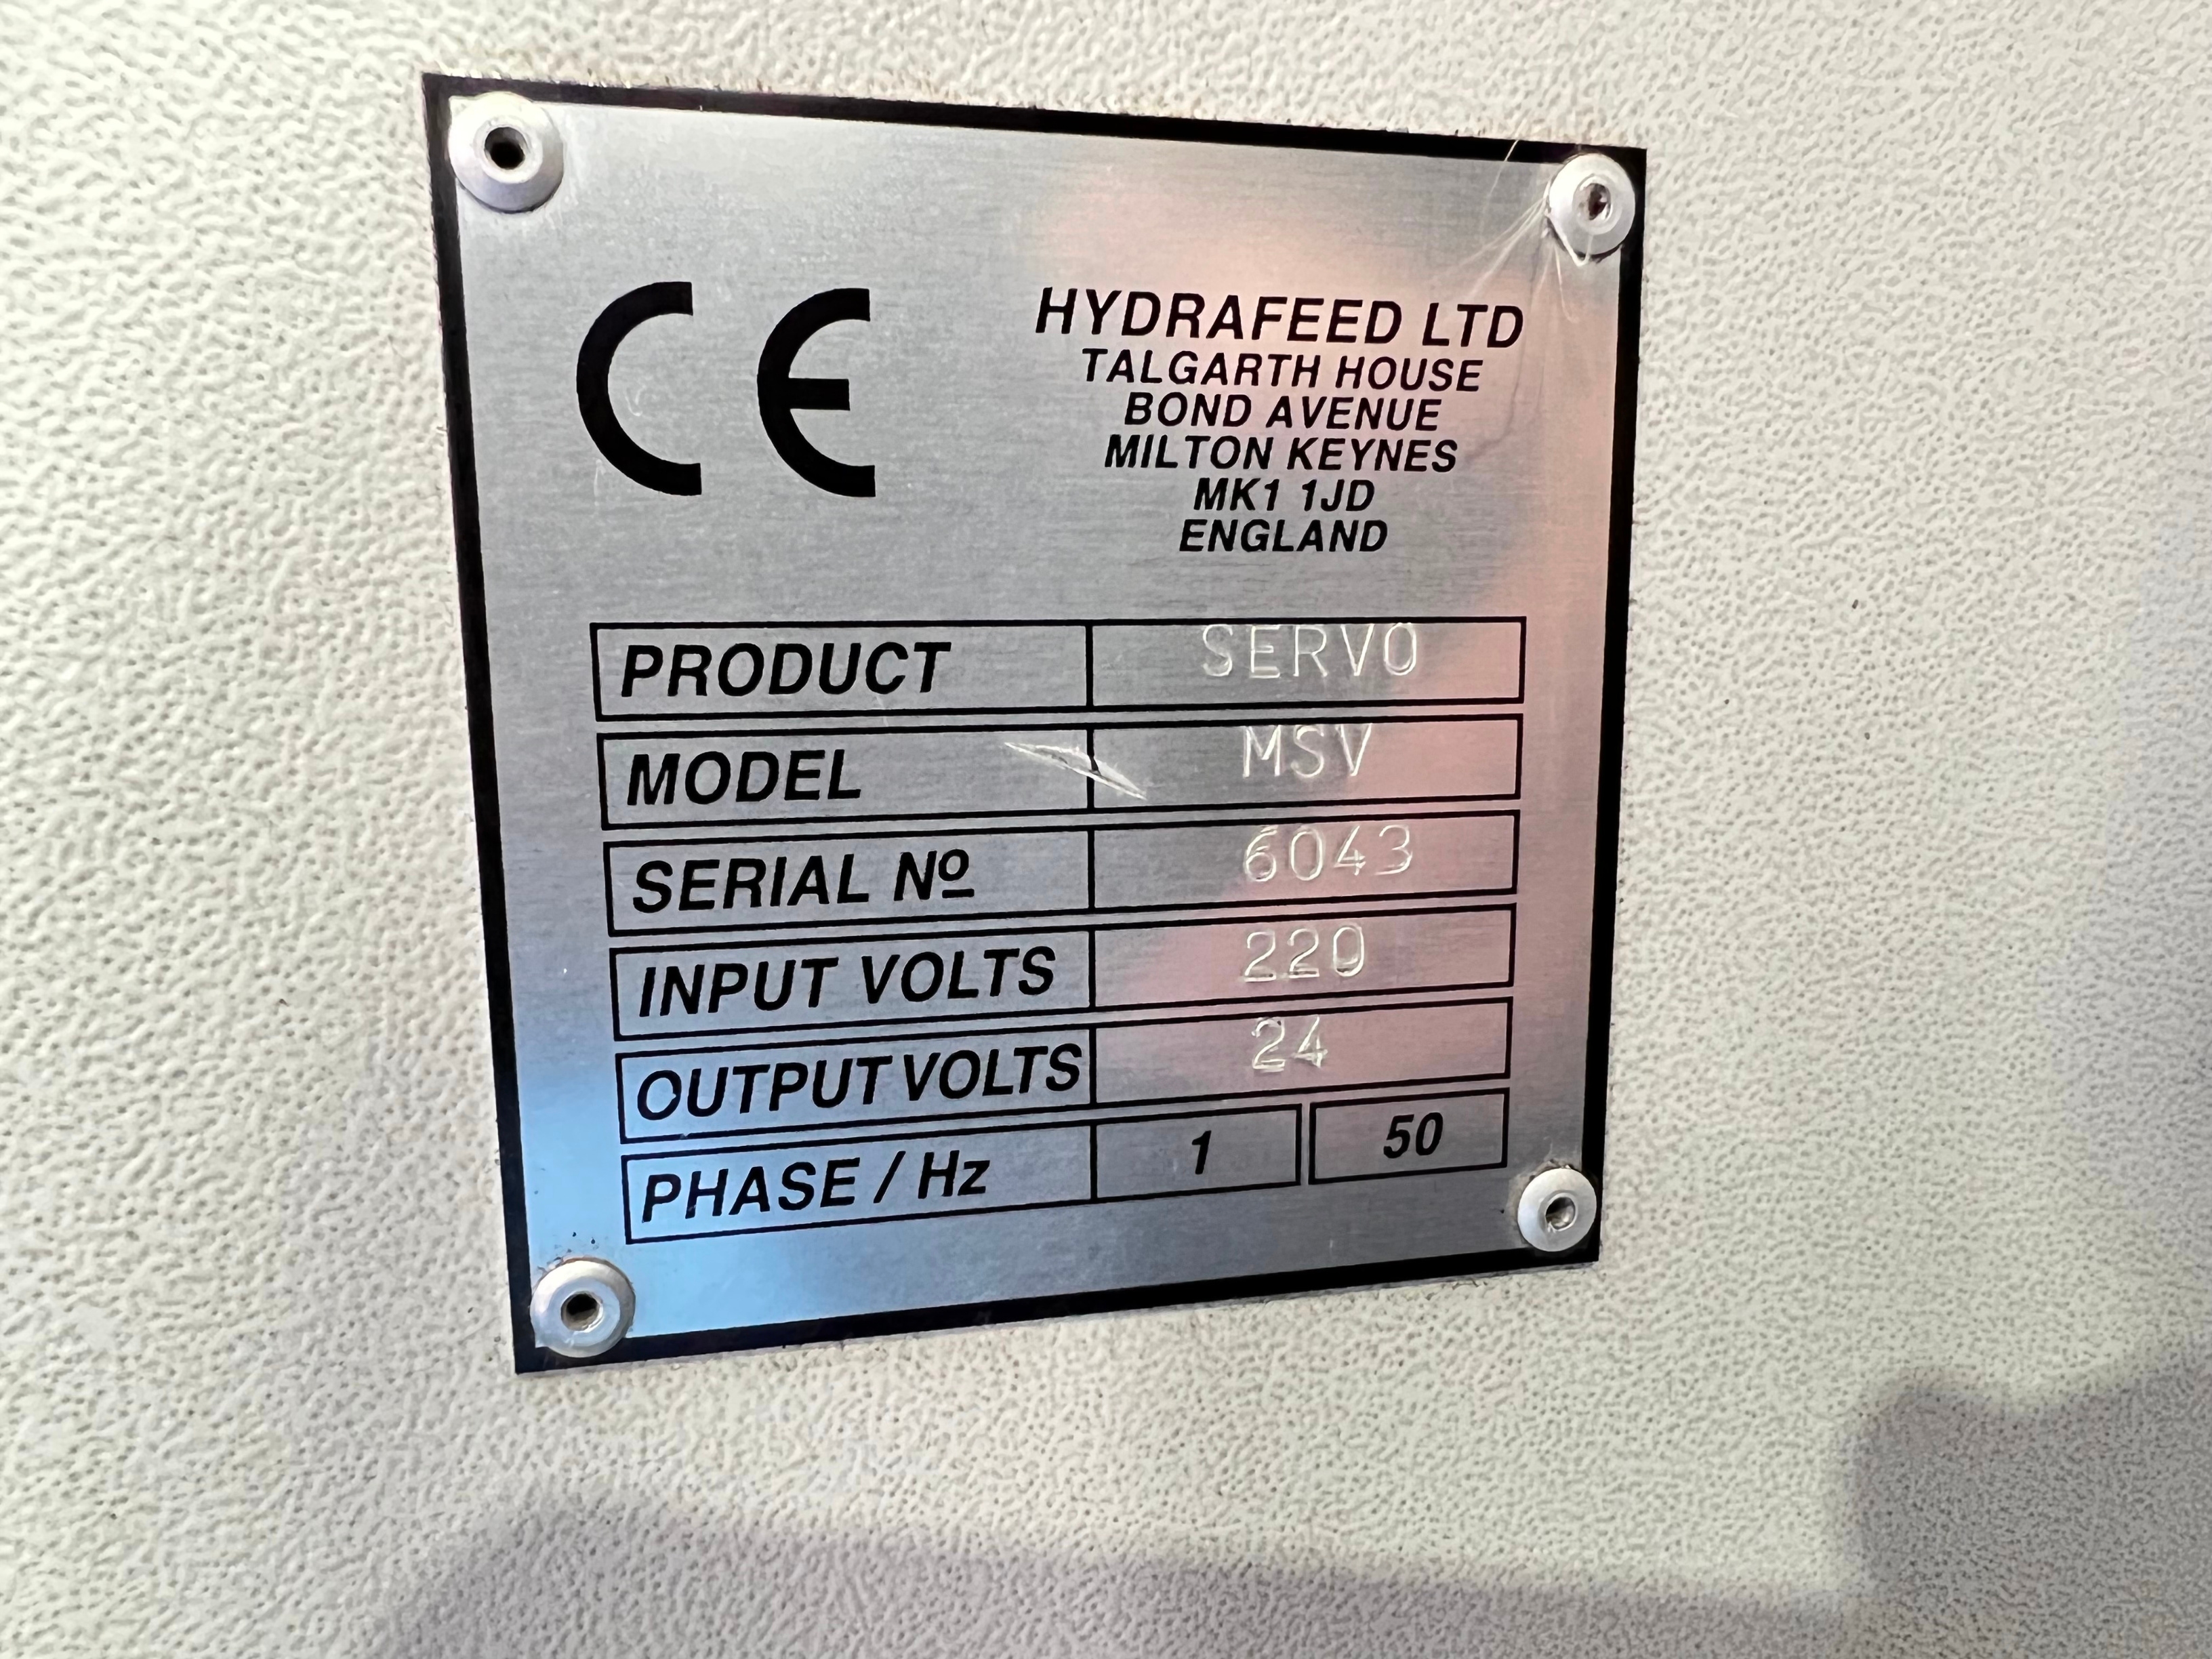 CE
HYDRAFEED LTD
TALGARTH HOUSE
BOND AVENUE
MILTON KEYNES
MK1 1JD
ENGLAND
PRODUCT SERVO
MODEL MSV
SERIAL Nº 6043
INPUT VOLTS 220
OUTPUT VOLTS 24
PHASE / Hz 1 50